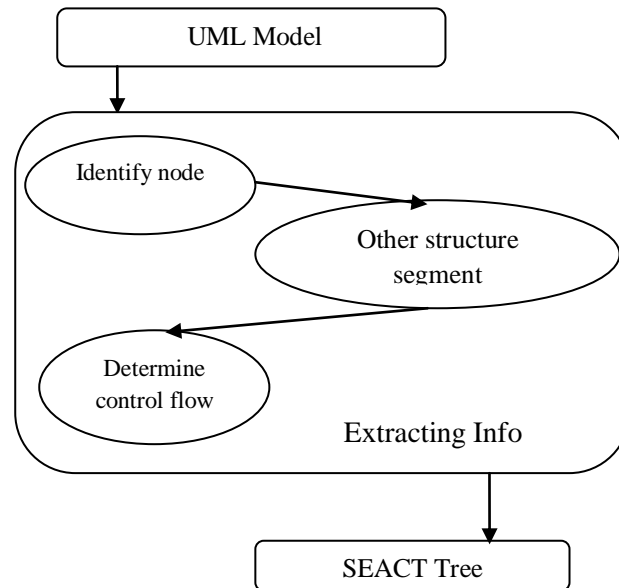 UML Model
Identify node
Other structure
segment
Determine
control flow
Extracting Info
SEACT Tree